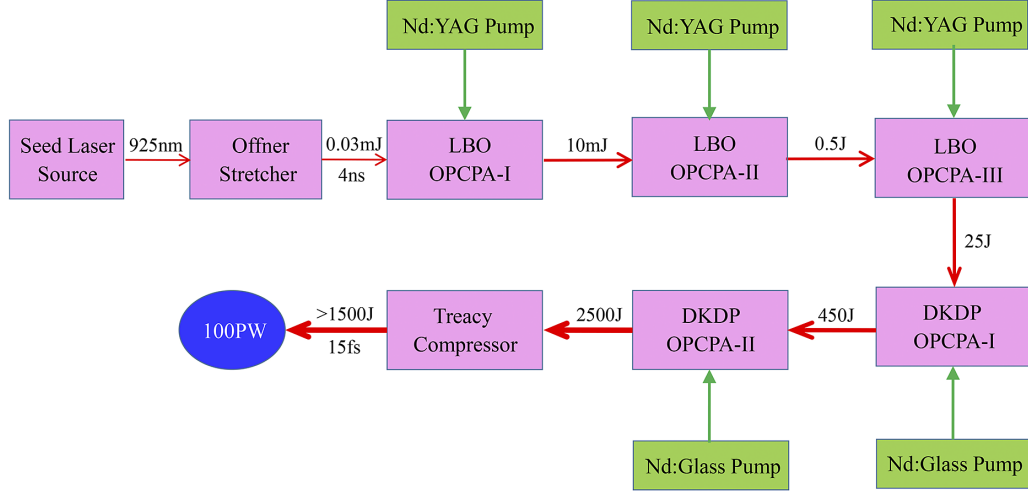 Nd:YAG Pump
Nd:YAG Pump
Nd:YAG Pump
Seed Laser
Source
925nm
Offner
Stretcher
0.03mJ
4ns
LBO
OPCPA-I
10mJ
LBO
OPCPA-II
0.5J
LBO
OPCPA-III
25J
DKDP
OPCPA-I
450J
DKDP
OPCPA-II
2500J
Treacy
Compressor
>1500J
15fs
100PW
Nd:Glass Pump
Nd:Glass Pump